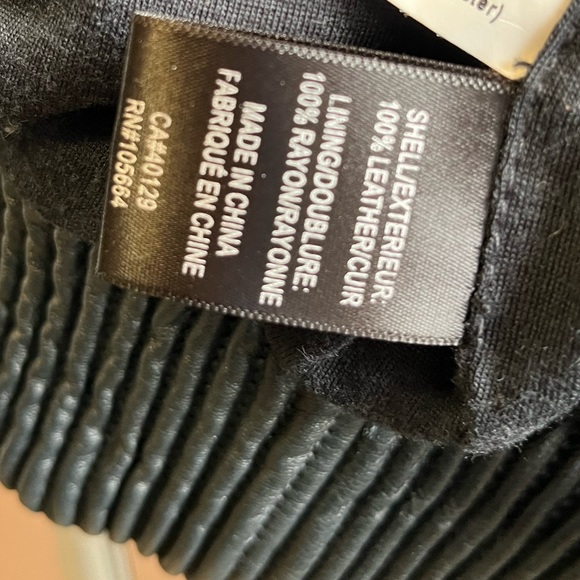 ster)
SHELL/EXTERIEUR:
100% LEATHER/CUIR
LINING/DOUBLURE:
100% RAYON/RAYONNE
MADE IN CHINA
FABRIQUÉ EN CHINE
CA#40129
RN#105664